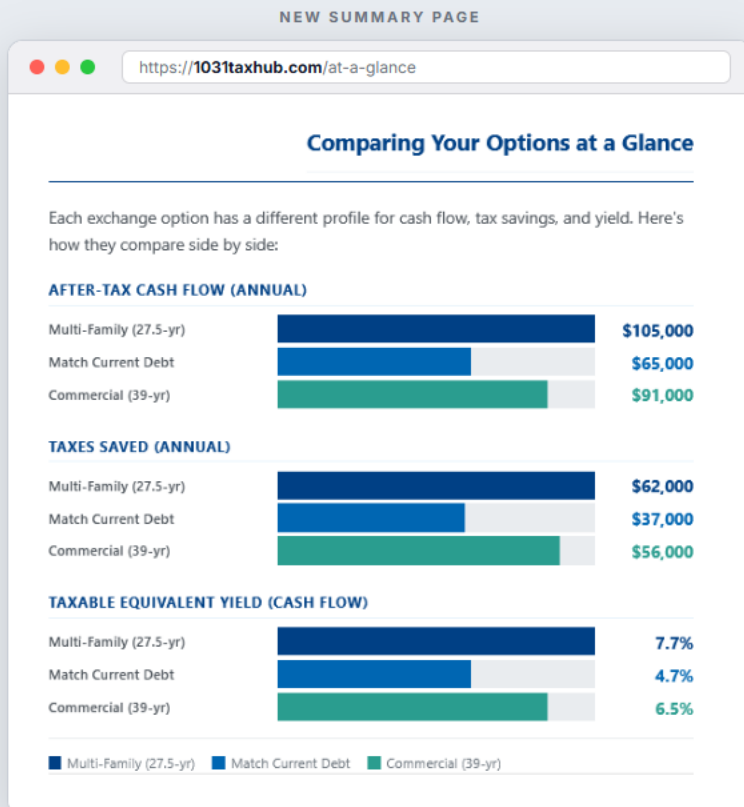 NEW SUMMARY PAGE
https://1031taxhub.com/at-a-glance
Comparing Your Options at a Glance
Each exchange option has a different profile for cash flow, tax savings, and yield. Here's
how they compare side by side:
AFTER-TAX CASH FLOW (ANNUAL)
Multi-Family (27.5-yr) $105,000
Match Current Debt $65,000
Commercial (39-yr) $91,000
TAXES SAVED (ANNUAL)
Multi-Family (27.5-yr) $62,000
Match Current Debt $37,000
Commercial (39-yr) $56,000
TAXABLE EQUIVALENT YIELD (CASH FLOW)
Multi-Family (27.5-yr) 7.7%
Match Current Debt 4.7%
Commercial (39-yr) 6.5%
Multi-Family (27.5-yr) Match Current Debt Commercial (39-yr)